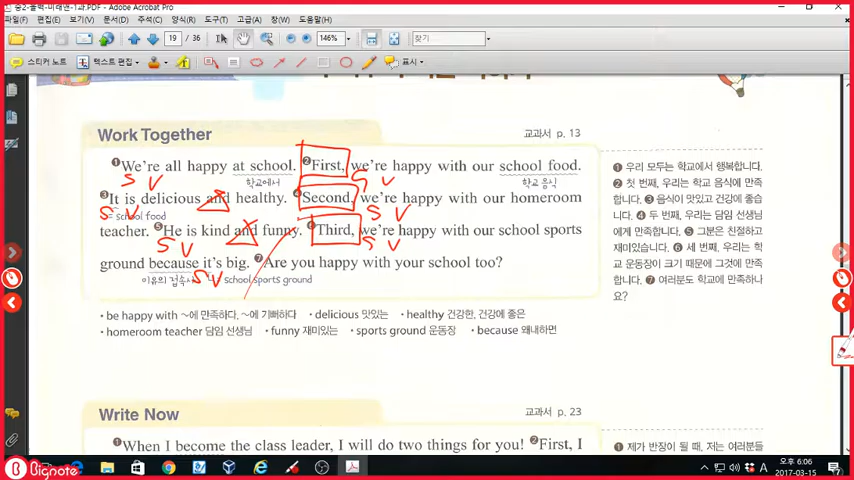 중2-블랙-미래엔-1과.PDF - Adobe Acrobat Pro
파일(F) 편집(E) 보기(V) 문서(D) 주석(C) 양식(R) 도구(T) 고급(A) 창(W) 도움말(H)
19 / 36 146% 찾기
스티커 노트 텍스트 편집 표시
Work Together
교과서 p. 13
❶We're all happy at school. ❷First, we're happy with our school food.
S V S V
학교에서 학교 음식
❸It is delicious and healthy. ❹Second, we're happy with our homeroom
S V S V
= school food
teacher. ❺He is kind and funny. ❻Third, we're happy with our school sports
S V S V
ground because it's big. ❼Are you happy with your school too?
이유의 접속사 S V = school sports ground
• be happy with ~에 만족하다, ~에 기뻐하다 • delicious 맛있는 • healthy 건강한, 건강에 좋은
• homeroom teacher 담임 선생님 • funny 재미있는 • sports ground 운동장 • because 왜냐하면
❶ 우리 모두는 학교에서 행복합니다.
❷ 첫 번째, 우리는 학교 음식에 만족
합니다. ❸ 음식이 맛있고 건강에 좋습니
다. ❹ 두 번째, 우리는 담임 선생님
에게 만족합니다. ❺ 그분은 친절하고
재미있습니다. ❻ 세 번째, 우리는 학
교 운동장이 크기 때문에 그것에 만족합
니다. ❼ 여러분도 학교에 만족하나
요?
Write Now
교과서 p. 23
❶When I become the class leader, I will do two things for you! ❷First, I
❶ 제가 반장이 될 때, 저는 여러분들
Bignote
A 오후 6:06
2017-03-15